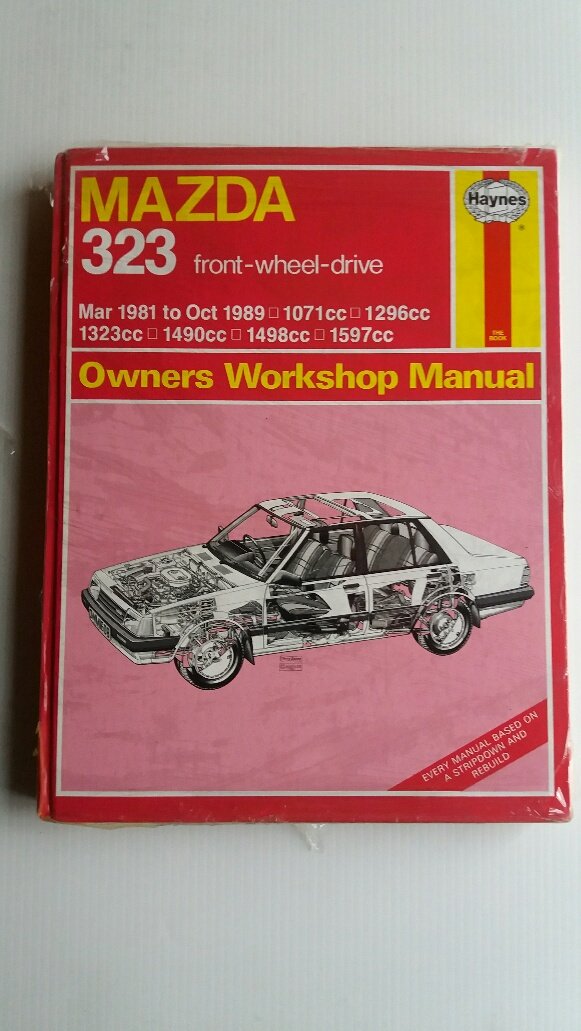 MAZDA
323 front-wheel-drive
Mar 1981 to Oct 1989 □ 1071cc □ 1296cc
1323cc □ 1490cc □ 1498cc □ 1597cc
Haynes
®
THE
BOOK
Owners Workshop Manual
EVERY MANUAL BASED ON
A STRIPDOWN AND
REBUILD